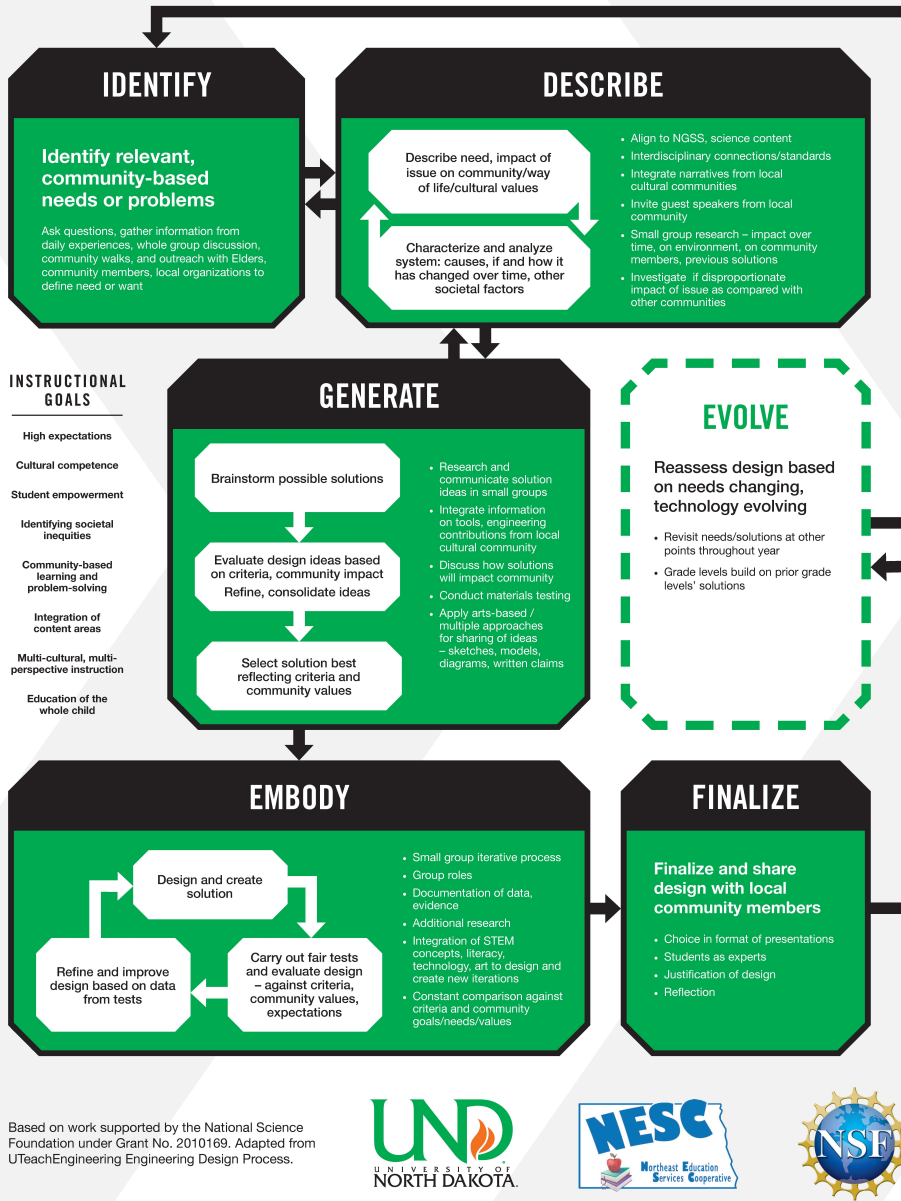 IDENTIFY
Identify relevant,
community-based
needs or problems
Ask questions, gather information from
daily experiences, whole group discussion,
community walks, and outreach with Elders,
community members, local organizations to
define need or want
DESCRIBE
Describe need, impact of
issue on community/way
of life/cultural values
Characterize and analyze
system: causes, if and how it
has changed over time, other
societal factors
• Align to NGSS, science content
• Interdisciplinary connections/standards
• Integrate narratives from local
cultural communities
• Invite guest speakers from local
community
• Small group research – impact over
time, on environment, on community
members, previous solutions
• Investigate if disproportionate
impact of issue as compared with
other communities
INSTRUCTIONAL
GOALS
High expectations
Cultural competence
Student empowerment
Identifying societal
inequities
Community-based
learning and
problem-solving
Integration of
content areas
Multi-cultural, multi-
perspective instruction
Education of the
whole child
GENERATE
Brainstorm possible solutions
Evaluate design ideas based
on criteria, community impact
Refine, consolidate ideas
Select solution best
reflecting criteria and
community values
• Research and
communicate solution
ideas in small groups
• Integrate information
on tools, engineering
contributions from local
cultural community
• Discuss how solutions
will impact community
• Conduct materials testing
• Apply arts-based /
multiple approaches
for sharing of ideas
– sketches, models,
diagrams, written claims
EVOLVE
Reassess design based
on needs changing,
technology evolving
• Revisit needs/solutions at other
points throughout year
• Grade levels build on prior grade
levels' solutions
EMBODY
Design and create
solution
Carry out fair tests
and evaluate design
– against criteria,
community values,
expectations
Refine and improve
design based on data
from tests
• Small group iterative process
• Group roles
• Documentation of data,
evidence
• Additional research
• Integration of STEM
concepts, literacy,
technology, art to design and
create new iterations
• Constant comparison against
criteria and community
goals/needs/values
FINALIZE
Finalize and share
design with local
community members
• Choice in format of presentations
• Students as experts
• Justification of design
• Reflection
Based on work supported by the National Science
Foundation under Grant No. 2010169. Adapted from
UTeachEngineering Engineering Design Process.
UND
UNIVERSITY OF
NORTH DAKOTA.
NESC
Northeast Education
Services Cooperative
NSF